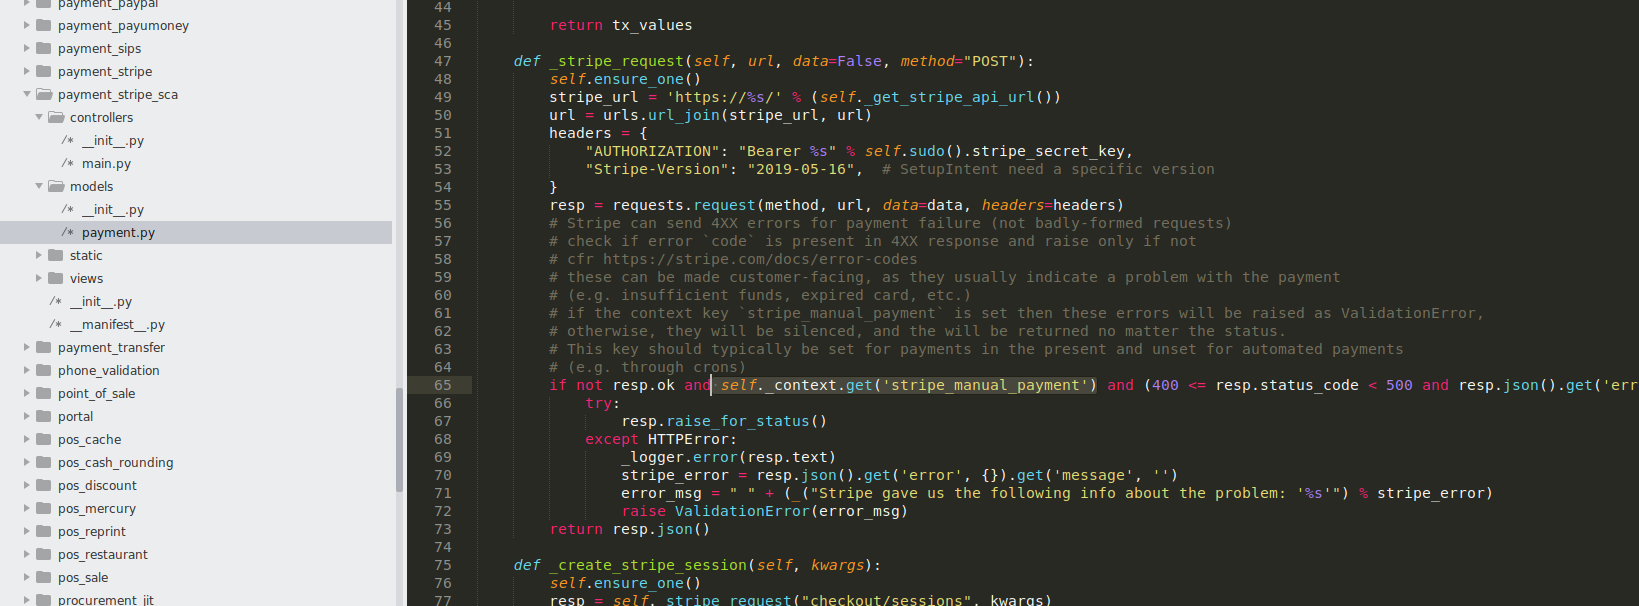 payment_paypal
payment_payumoney
payment_sips
payment_stripe
payment_stripe_sca
controllers
/* __init__.py
/* main.py
models
/* __init__.py
/* payment.py
static
views
/* __init__.py
/* __manifest__.py
payment_transfer
phone_validation
point_of_sale
portal
pos_cache
pos_cash_rounding
pos_discount
pos_mercury
pos_reprint
pos_restaurant
pos_sale
procurement_jit
44
45 return tx_values
46
47 def _stripe_request(self, url, data=False, method="POST"):
48 self.ensure_one()
49 stripe_url = 'https://%s/' % (self._get_stripe_api_url())
50 url = urls.url_join(stripe_url, url)
51 headers = {
52 "AUTHORIZATION": "Bearer %s" % self.sudo().stripe_secret_key,
53 "Stripe-Version": "2019-05-16",  # SetupIntent need a specific version
54 }
55 resp = requests.request(method, url, data=data, headers=headers)
56 # Stripe can send 4XX errors for payment failure (not badly-formed requests)
57 # check if error `code` is present in 4XX response and raise only if not
58 # cfr https://stripe.com/docs/error-codes
59 # these can be made customer-facing, as they usually indicate a problem with the payment
60 # (e.g. insufficient funds, expired card, etc.)
61 # if the context key `stripe_manual_payment` is set then these errors will be raised as ValidationError,
62 # otherwise, they will be silenced, and the will be returned no matter the status.
63 # This key should typically be set for payments in the present and unset for automated payments
64 # (e.g. through crons)
65 if not resp.ok and self._context.get('stripe_manual_payment') and (400 <= resp.status_code < 500 and resp.json().get('err
66 try:
67 resp.raise_for_status()
68 except HTTPError:
69 _logger.error(resp.text)
70 stripe_error = resp.json().get('error', {}).get('message', '')
71 error_msg = " " + (_("Stripe gave us the following info about the problem: '%s'") % stripe_error)
72 raise ValidationError(error_msg)
73 return resp.json()
74
75 def _create_stripe_session(self, kwargs):
76 self.ensure_one()
77 resp = self._stripe_request("checkout/sessions", kwargs)